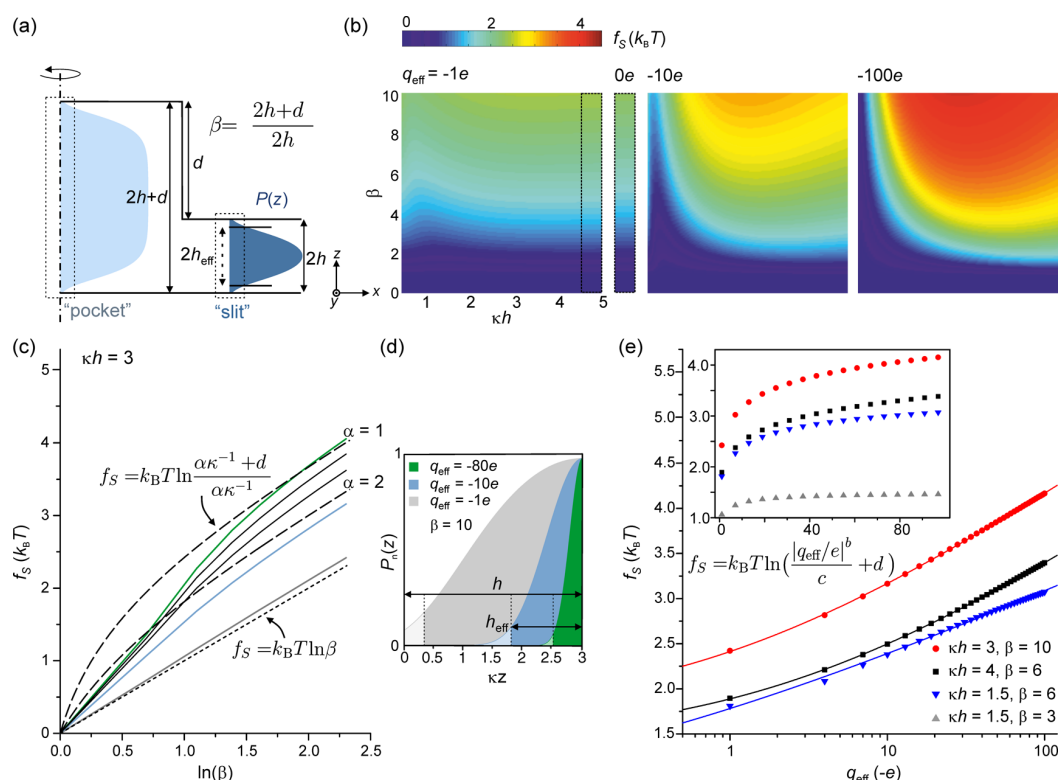 (a)
β= 2h+d
2h
d
2h+d
P(z)
2h_eff
2h
z
y
x
"pocket"
"slit"
(b)
0 2 4
f_S (k_BT)
q_eff = -1e
0e
-10e
-100e
10
8
6
β
4
2
0
1 2 3 4 5
κh
(c)
κh = 3
5
4
3
2
1
0
f_S (k_BT)
α = 1
α = 2
f_S = k_BT ln (ακ⁻¹ + d)/(ακ⁻¹)
f_S = k_BT lnβ
0.0 0.5 1.0 1.5 2.0 2.5
ln(β)
(d)
1
P_n(z)
0
q_eff = -80e
q_eff = -10e
q_eff = -1e
β = 10
h
h_eff
0 0.5 1 1.5 2 2.5 3
κz
(e)
5.5
5.0
4.5
4.0
3.5
3.0
2.5
2.0
1.5
f_S (k_BT)
4.0
3.0
2.0
1.0
0 40 80
f_S = k_BT ln(|q_eff/e|^b/c + d)
κh = 3, β = 10
κh = 4, β = 6
κh = 1.5, β = 6
κh = 1.5, β = 3
1 10 100
q_eff (-e)